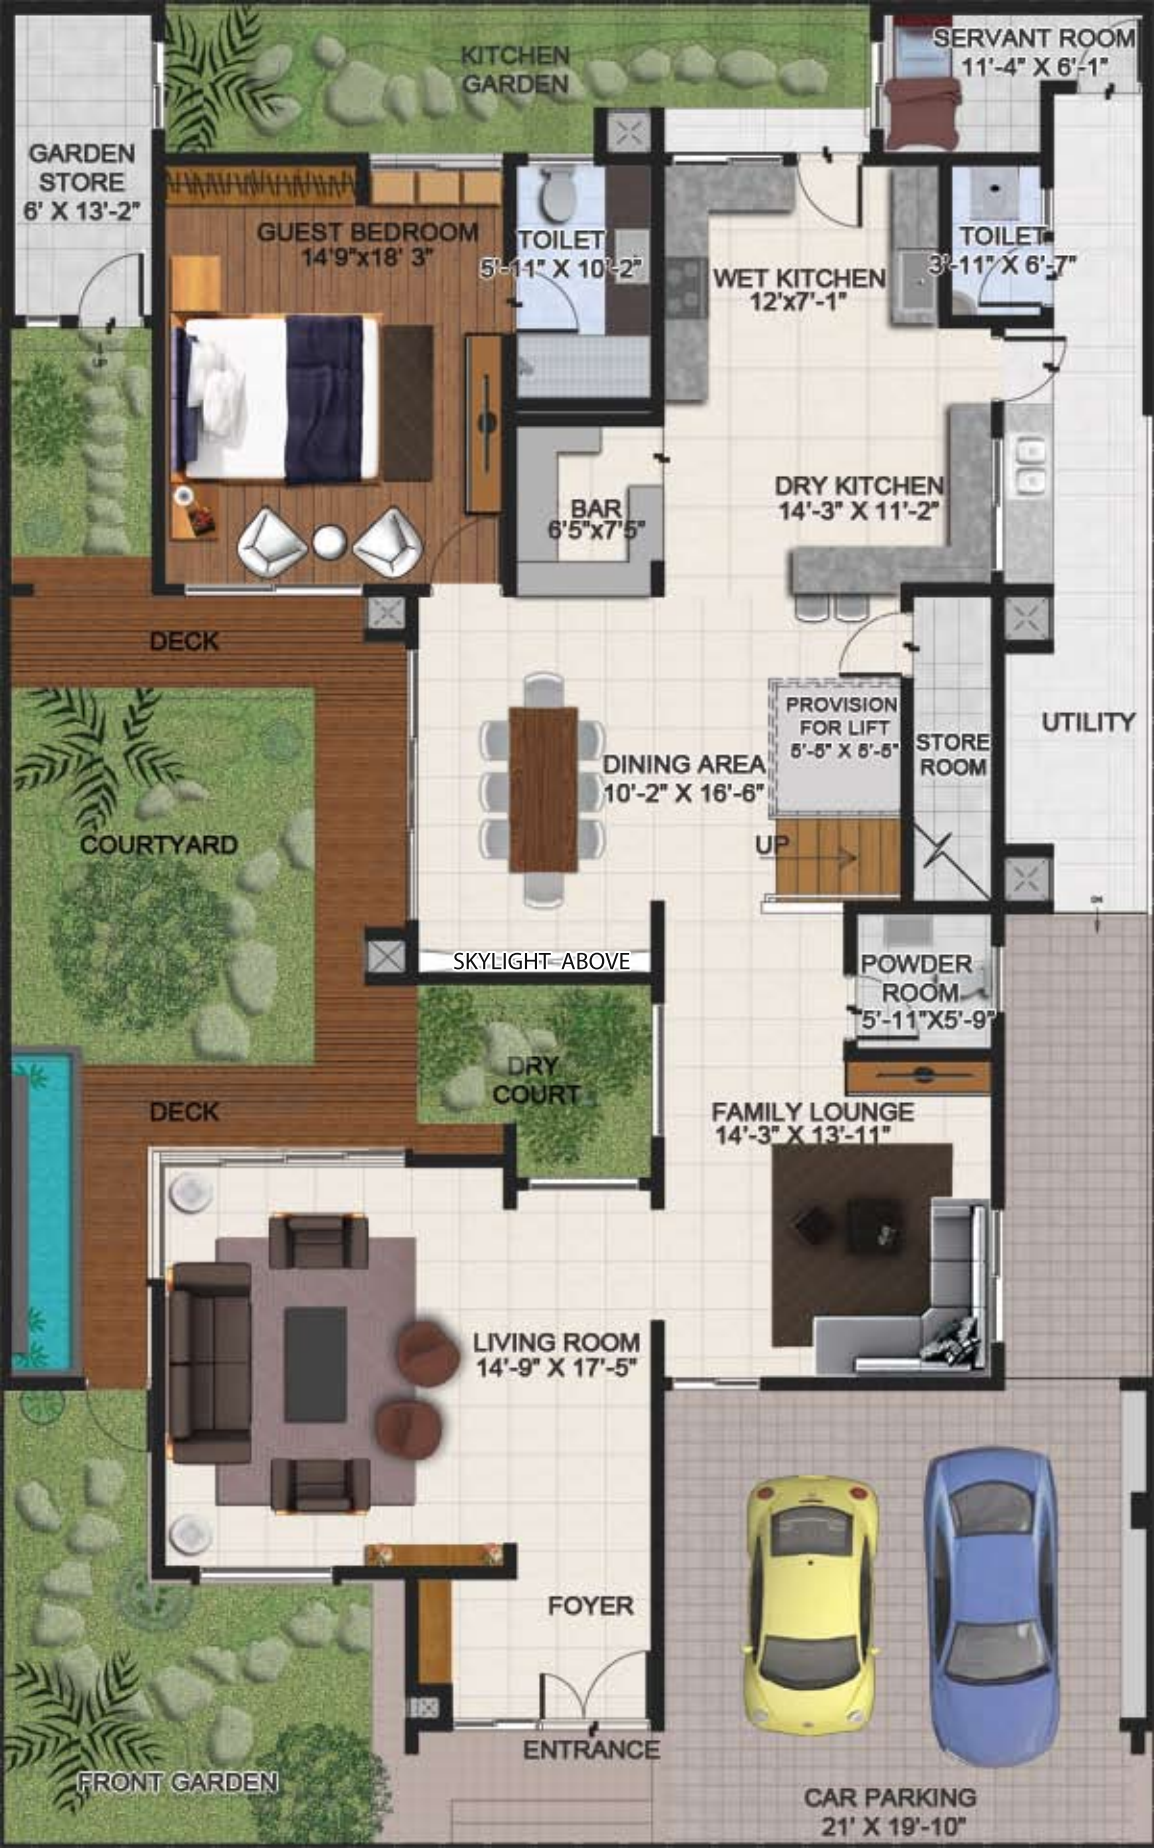 KITCHEN
GARDEN
SERVANT ROOM
11'-4" X 6'-1"
GARDEN
STORE
6' X 13'-2"
GUEST BEDROOM
14'9"x18' 3"
TOILET
5'-11" X 10'-2"
WET KITCHEN
12'x7'-1"
TOILET
3'-11" X 6'-7"
UP
BAR
6'5"x7'5"
DRY KITCHEN
14'-3" X 11'-2"
DECK
PROVISION
FOR LIFT
5'-5" X 5'-5"
STORE
ROOM
UTILITY
DINING AREA
10'-2" X 16'-6"
COURTYARD
UP
DN
SKYLIGHT ABOVE
POWDER
ROOM
5'-11"X5'-9"
DRY
COURT
DECK
FAMILY LOUNGE
14'-3" X 13'-11"
LIVING ROOM
14'-9" X 17'-5"
FOYER
ENTRANCE
FRONT GARDEN
CAR PARKING
21' X 19'-10"